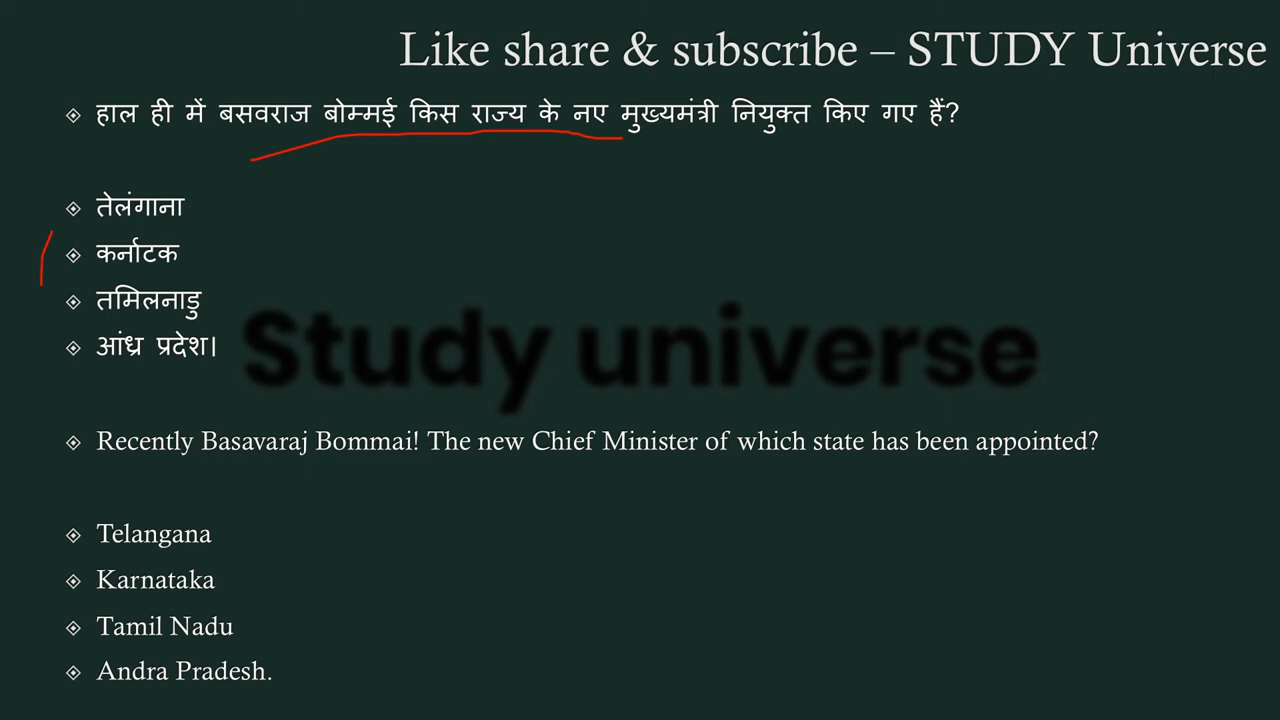 Like share & subscribe – STUDY Universe
हाल ही में बसवराज बोम्मई किस राज्य के नए मुख्यमंत्री नियुक्त किए गए हैं?
तेलंगाना
कर्नाटक
तमिलनाडु
आंध्र प्रदेश।
Study universe
Recently Basavaraj Bommai! The new Chief Minister of which state has been appointed?
Telangana
Karnataka
Tamil Nadu
Andra Pradesh.